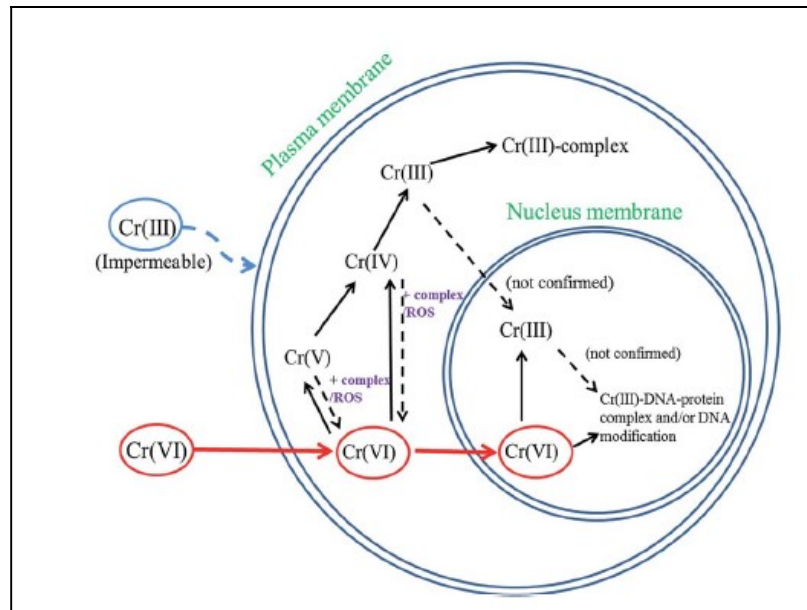 Plasma membrane
Cr(III)-complex
Cr(III)
Nucleus membrane
Cr(III)
(Impermeable)
Cr(IV)
(not confirmed)
+ complex
/ROS
Cr(III)
Cr(V)
(not confirmed)
+ complex
/ROS
Cr(III)-DNA-protein
complex and/or DNA
modification
Cr(VI)
Cr(VI)
Cr(VI)